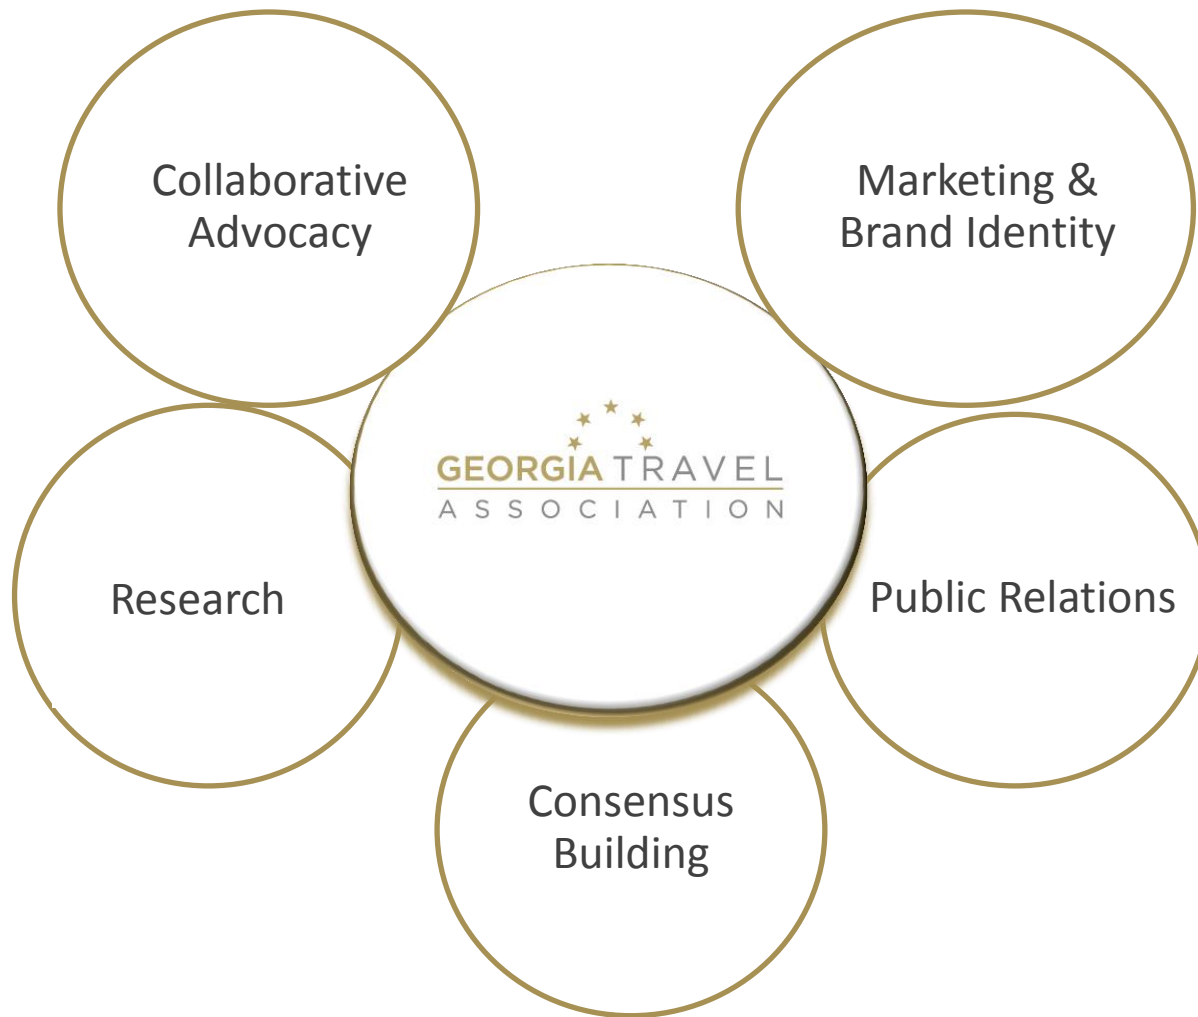 Collaborative
Advocacy
Marketing &
Brand Identity
GEORGIA TRAVEL
ASSOCIATION
Research
Public Relations
Consensus
Building